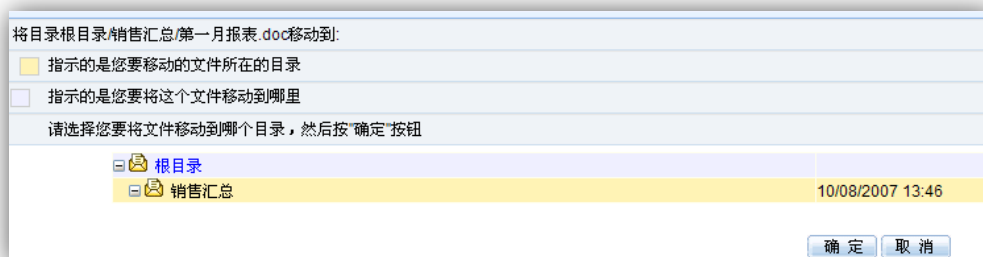 将目录根目录/销售汇总/第一月报表.doc移动到:
指示的是您要移动的文件所在的目录
指示的是您要将这个文件移动到哪里
请选择您要将文件移动到哪个目录，然后按"确定"按钮
根目录
销售汇总 10/08/2007 13:46
确 定 取 消